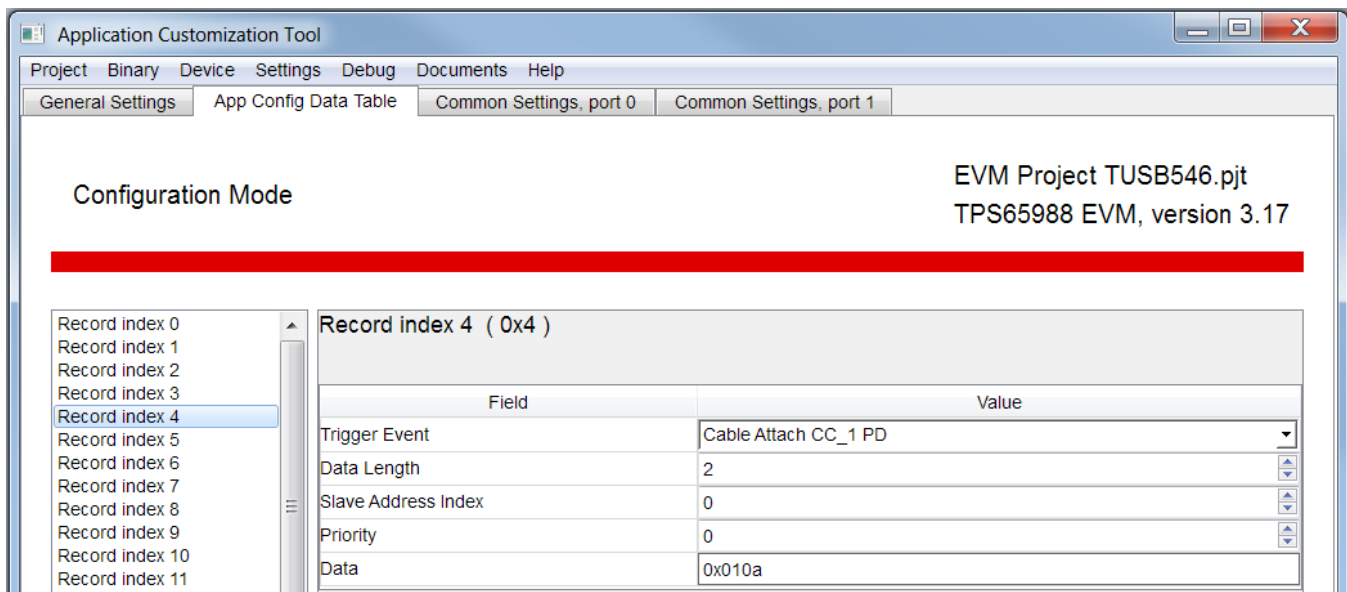 Application Customization Tool
Project Binary Device Settings Debug Documents Help
General Settings App Config Data Table Common Settings, port 0 Common Settings, port 1
Configuration Mode
EVM Project TUSB546.pjt
TPS65988 EVM, version 3.17
Record index 0
Record index 1
Record index 2
Record index 3
Record index 4
Record index 5
Record index 6
Record index 7
Record index 8
Record index 9
Record index 10
Record index 11
Record index 4 ( 0x4 )
Field Value
Trigger Event Cable Attach CC_1 PD
Data Length 2
Slave Address Index 0
Priority 0
Data 0x010a